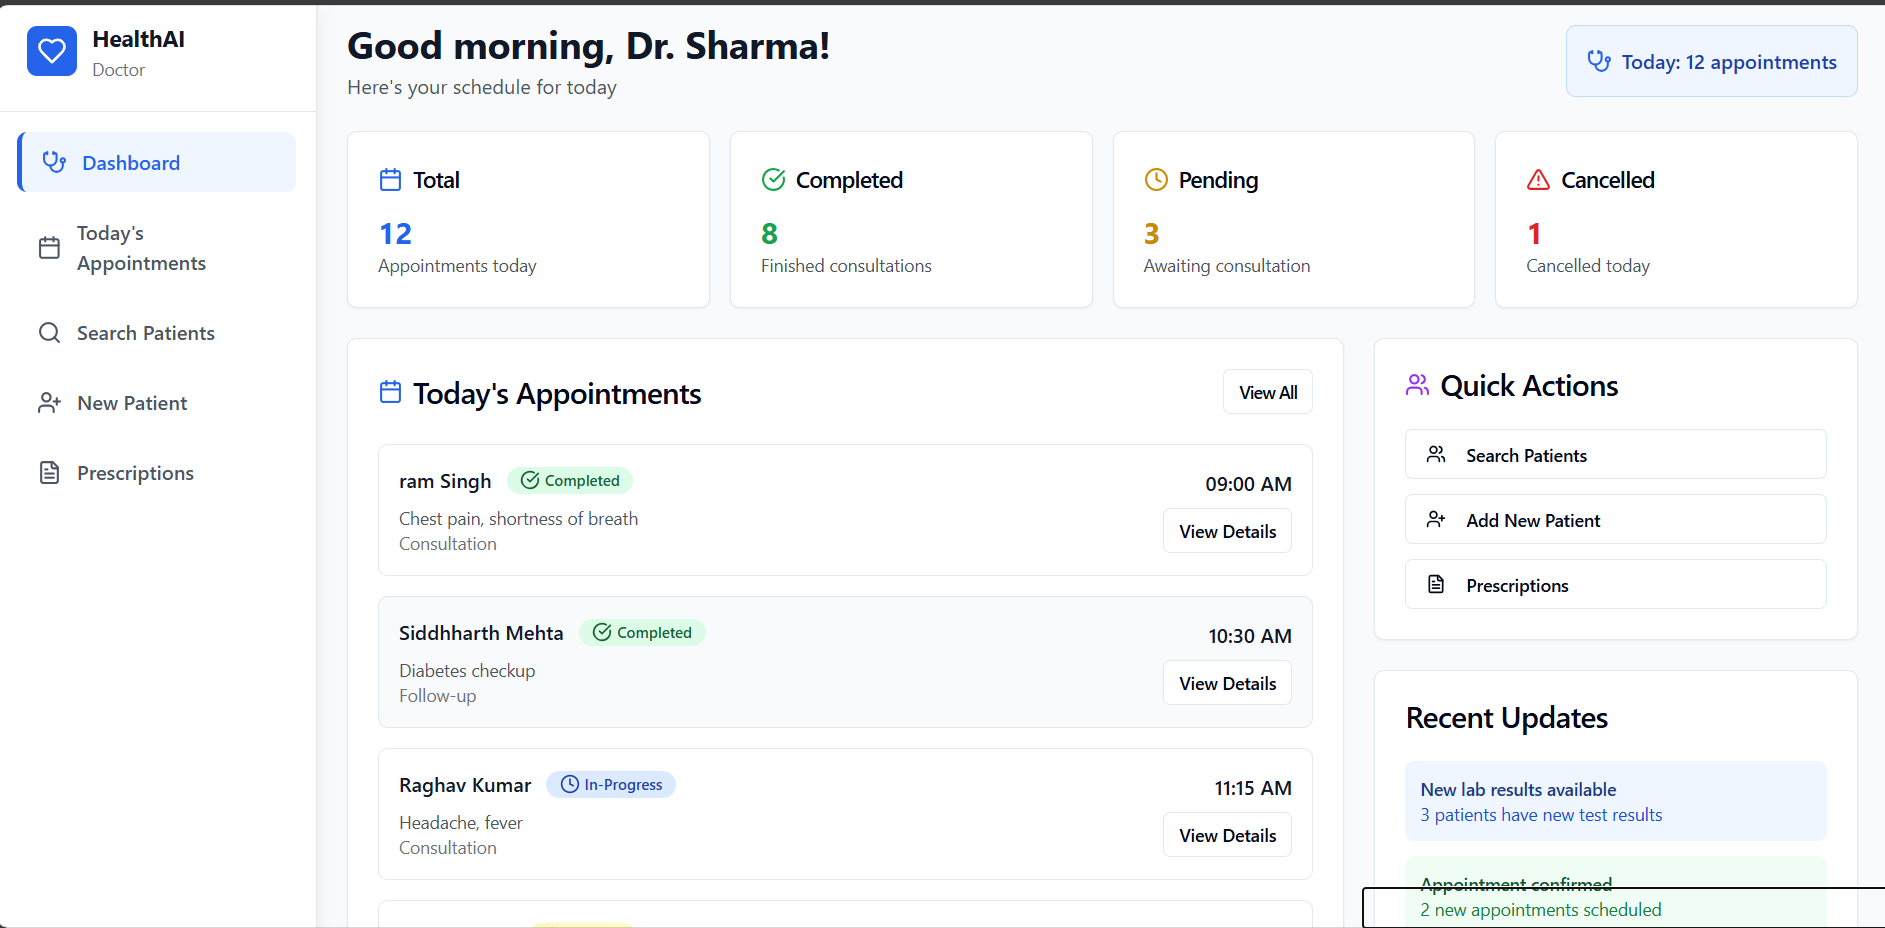 HealthAI
Doctor
Dashboard
Today's
Appointments
Search Patients
New Patient
Prescriptions
Good morning, Dr. Sharma!
Here's your schedule for today
Today: 12 appointments
Total
12
Appointments today
Completed
8
Finished consultations
Pending
3
Awaiting consultation
Cancelled
1
Cancelled today
Today's Appointments
View All
ram Singh
Completed
09:00 AM
Chest pain, shortness of breath
Consultation
View Details
Siddhharth Mehta
Completed
10:30 AM
Diabetes checkup
Follow-up
View Details
Raghav Kumar
In-Progress
11:15 AM
Headache, fever
Consultation
View Details
Quick Actions
Search Patients
Add New Patient
Prescriptions
Recent Updates
New lab results available
3 patients have new test results
Appointment confirmed
2 new appointments scheduled